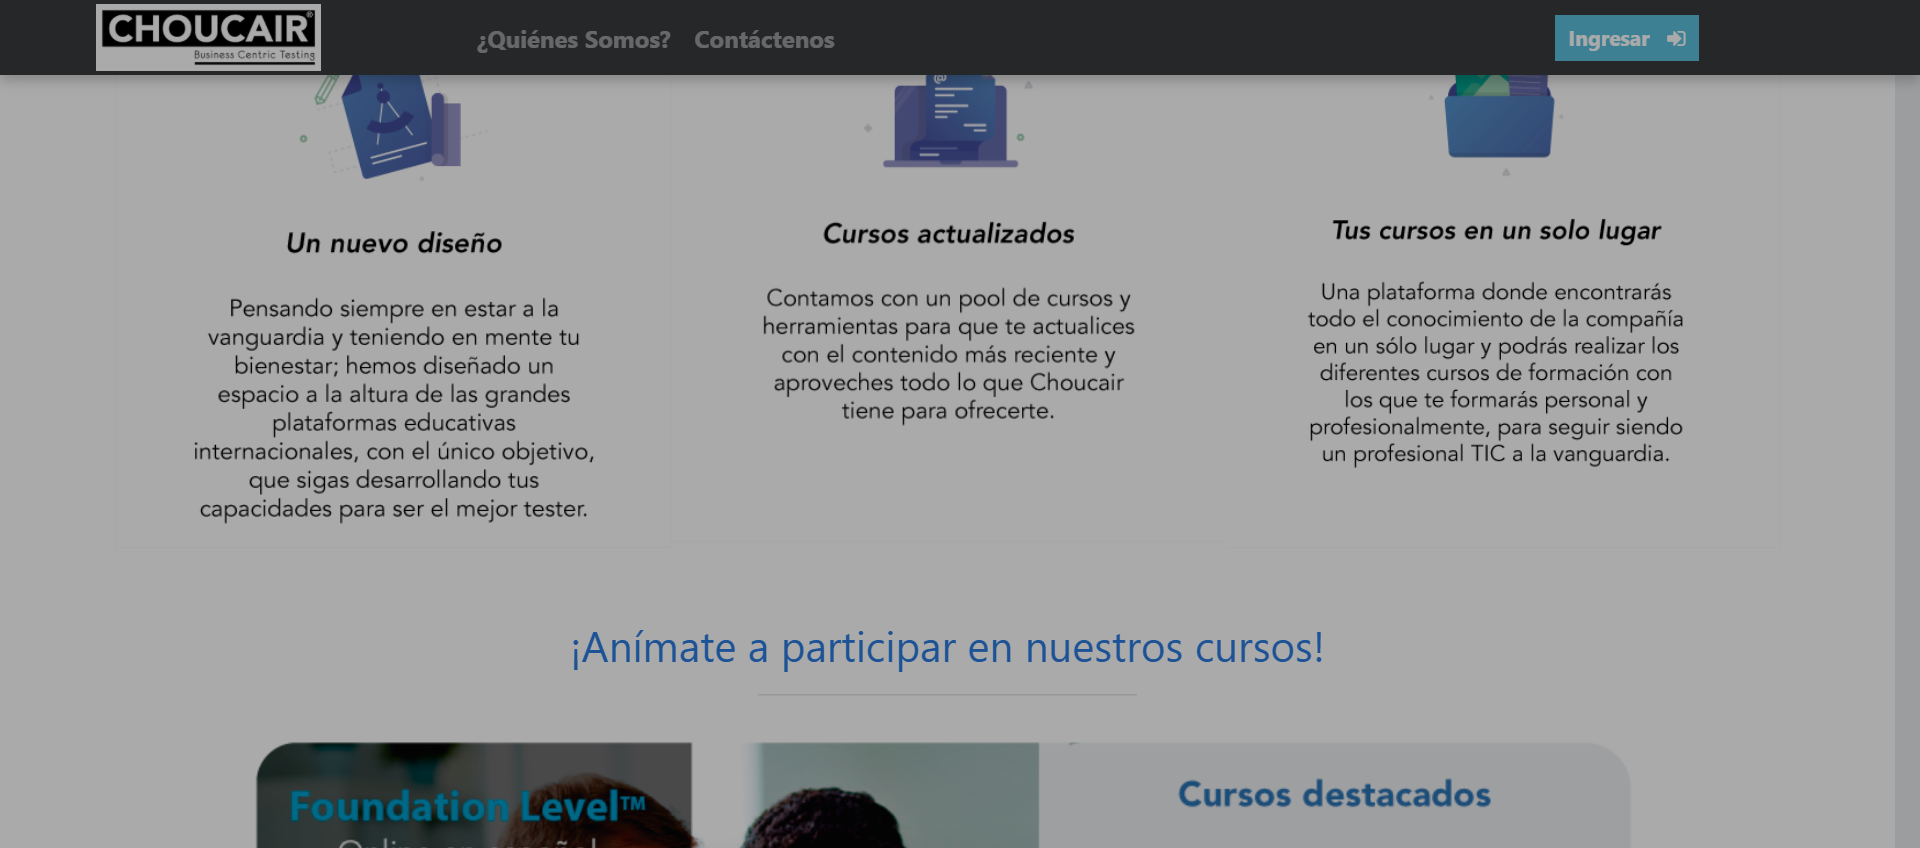 CHOUCAIR®
Business Centric Testing
¿Quiénes Somos?
Contáctenos
Ingresar
@
Un nuevo diseño
Pensando siempre en estar a la
vanguardia y teniendo en mente tu
bienestar; hemos diseñado un
espacio a la altura de las grandes
plataformas educativas
internacionales, con el único objetivo,
que sigas desarrollando tus
capacidades para ser el mejor tester.
Cursos actualizados
Contamos con un pool de cursos y
herramientas para que te actualices
con el contenido más reciente y
aproveches todo lo que Choucair
tiene para ofrecerte.
Tus cursos en un solo lugar
Una plataforma donde encontrarás
todo el conocimiento de la compañía
en un sólo lugar y podrás realizar los
diferentes cursos de formación con
los que te formarás personal y
profesionalmente, para seguir siendo
un profesional TIC a la vanguardia.
¡Anímate a participar en nuestros cursos!
Foundation Level™
Online en español
Cursos destacados